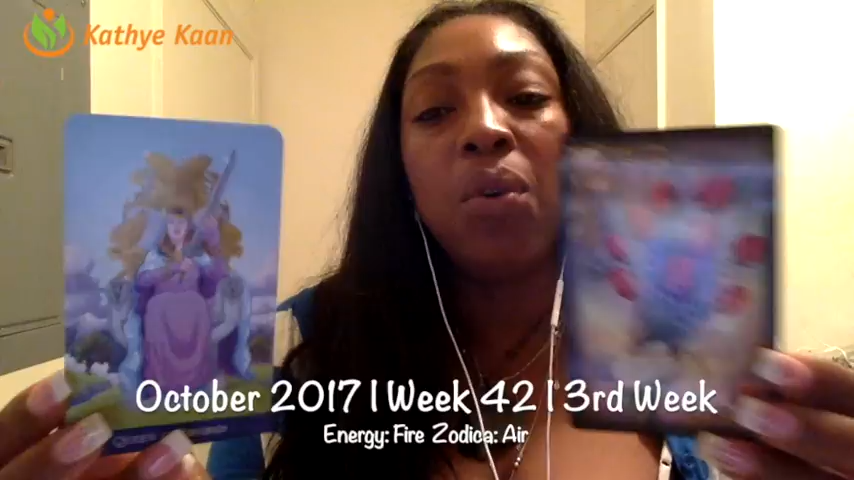 Kathye Kaan
October 2017 | Week 42 | 3rd Week
Energy: Fire Zodica: Air